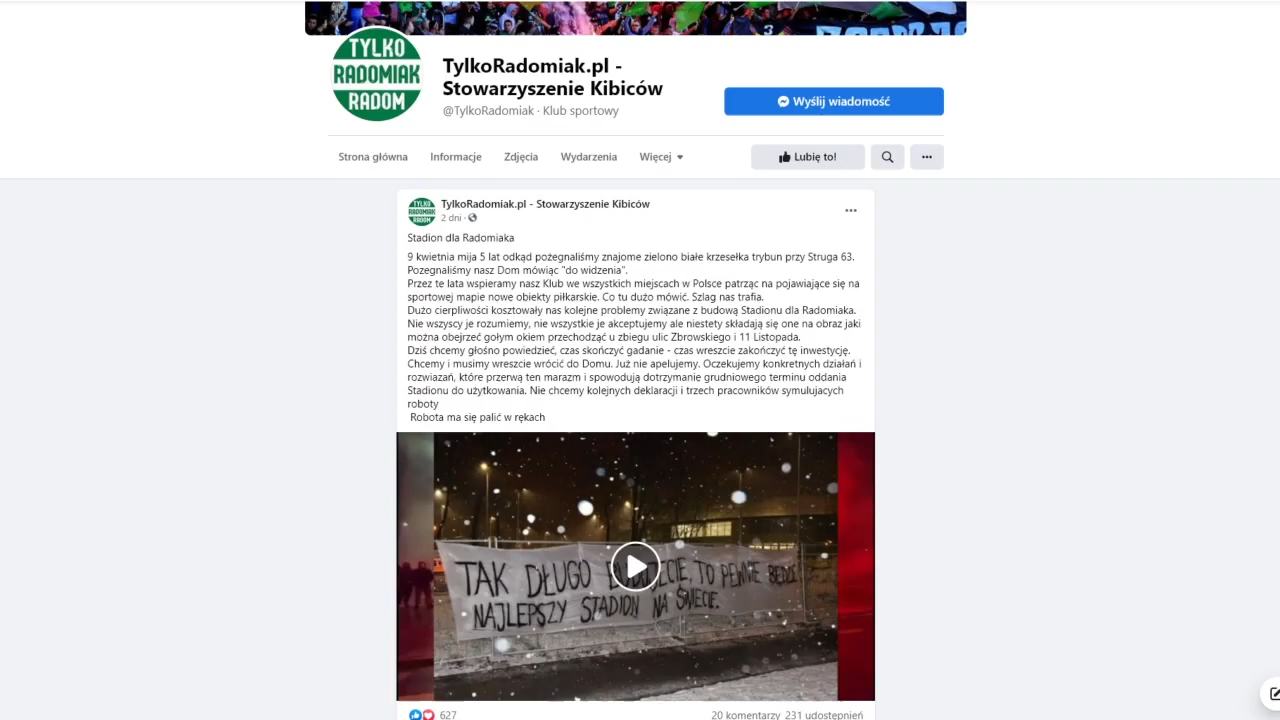 TYLKO
RADOMIAK
RADOM
TylkoRadomiak.pl -
Stowarzyszenie Kibiców
@TylkoRadomiak · Klub sportowy
Wyślij wiadomość
Strona główna Informacje Zdjęcia Wydarzenia Więcej
Lubię to!
TYLKO
RADOMIAK
RADOM
TylkoRadomiak.pl - Stowarzyszenie Kibiców
2 dni ·
Stadion dla Radomiaka
9 kwietnia mija 5 lat odkąd pożegnaliśmy znajome zielono białe krzesełka trybun przy Struga 63.
Pozegnaliśmy nasz Dom mówiąc "do widzenia".
Przez te lata wspieramy nasz Klub we wszystkich miejscach w Polsce patrząc na pojawiające się na
sportowej mapie nowe obiekty piłkarskie. Co tu dużo mówić. Szlag nas trafia.
Dużo cierpliwości kosztowały nas kolejne problemy związane z budową Stadionu dla Radomiaka.
Nie wszyscy je rozumiemy, nie wszystkie je akceptujemy ale niestety składają się one na obraz jaki
można obejrzeć gołym okiem przechodząć u zbiegu ulic Zbrowskiego i 11 Listopada.
Dziś chcemy głośno powiedzieć, czas skończyć gadanie - czas wreszcie zakończyć tę inwestycję.
Chcemy i musimy wreszcie wrócić do Domu. Już nie apelujemy. Oczekujemy konkretnych działań i
rozwiazań, które przerwą ten marazm i spowodują dotrzymanie grudniowego terminu oddania
Stadionu do użytkowania. Nie chcemy kolejnych deklaracji i trzech pracowników symulujacych
roboty
Robota ma się palić w rękach
TAK DŁUGO BUDUJECIE, TO PEWNIE BĘDZIE
NAJLEPSZY STADION NA ŚWIECIE.
627
20 komentarzy 231 udostępnień